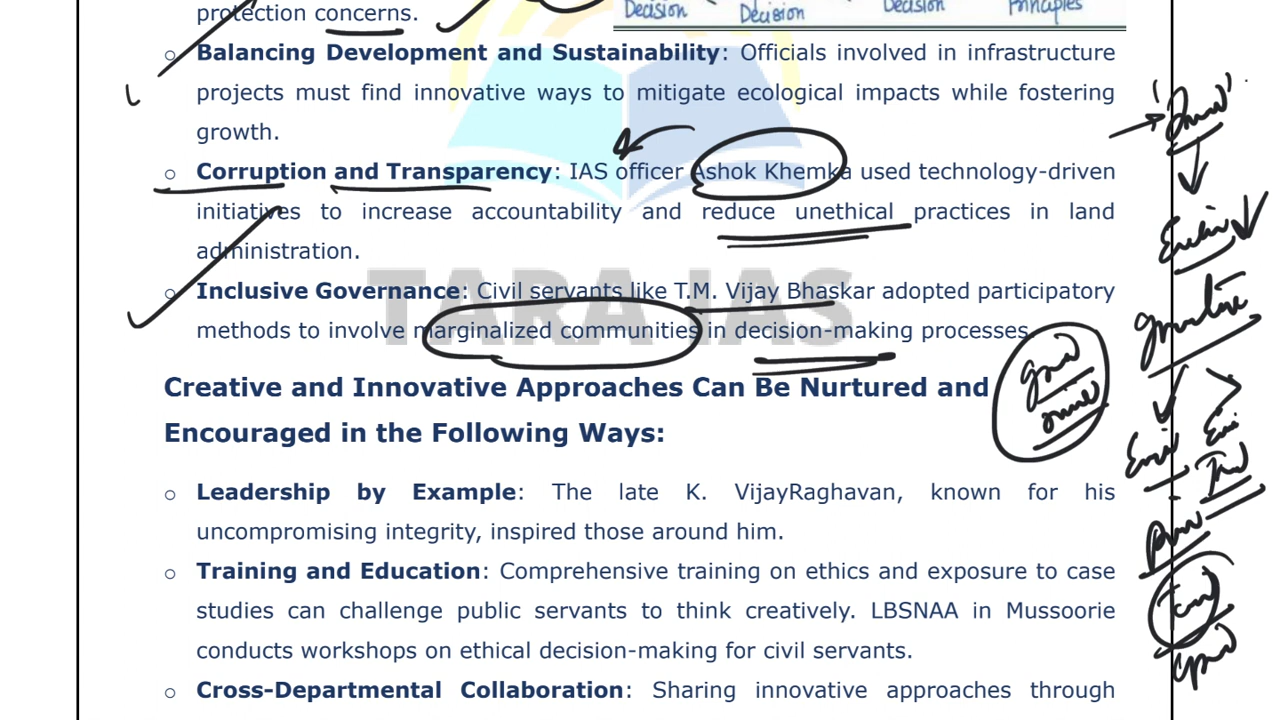 protection concerns.
Decision Decision Decision Principles
o Balancing Development and Sustainability: Officials involved in infrastructure
projects must find innovative ways to mitigate ecological impacts while fostering
growth.
o Corruption and Transparency: IAS officer Ashok Khemka used technology-driven
initiatives to increase accountability and reduce unethical practices in land
administration.
TARA IAS
o Inclusive Governance: Civil servants like T.M. Vijay Bhaskar adopted participatory
methods to involve marginalized communities in decision-making processes.
Creative and Innovative Approaches Can Be Nurtured and
Encouraged in the Following Ways:
o Leadership by Example: The late K. VijayRaghavan, known for his
uncompromising integrity, inspired those around him.
o Training and Education: Comprehensive training on ethics and exposure to case
studies can challenge public servants to think creatively. LBSNAA in Mussoorie
conducts workshops on ethical decision-making for civil servants.
o Cross-Departmental Collaboration: Sharing innovative approaches through